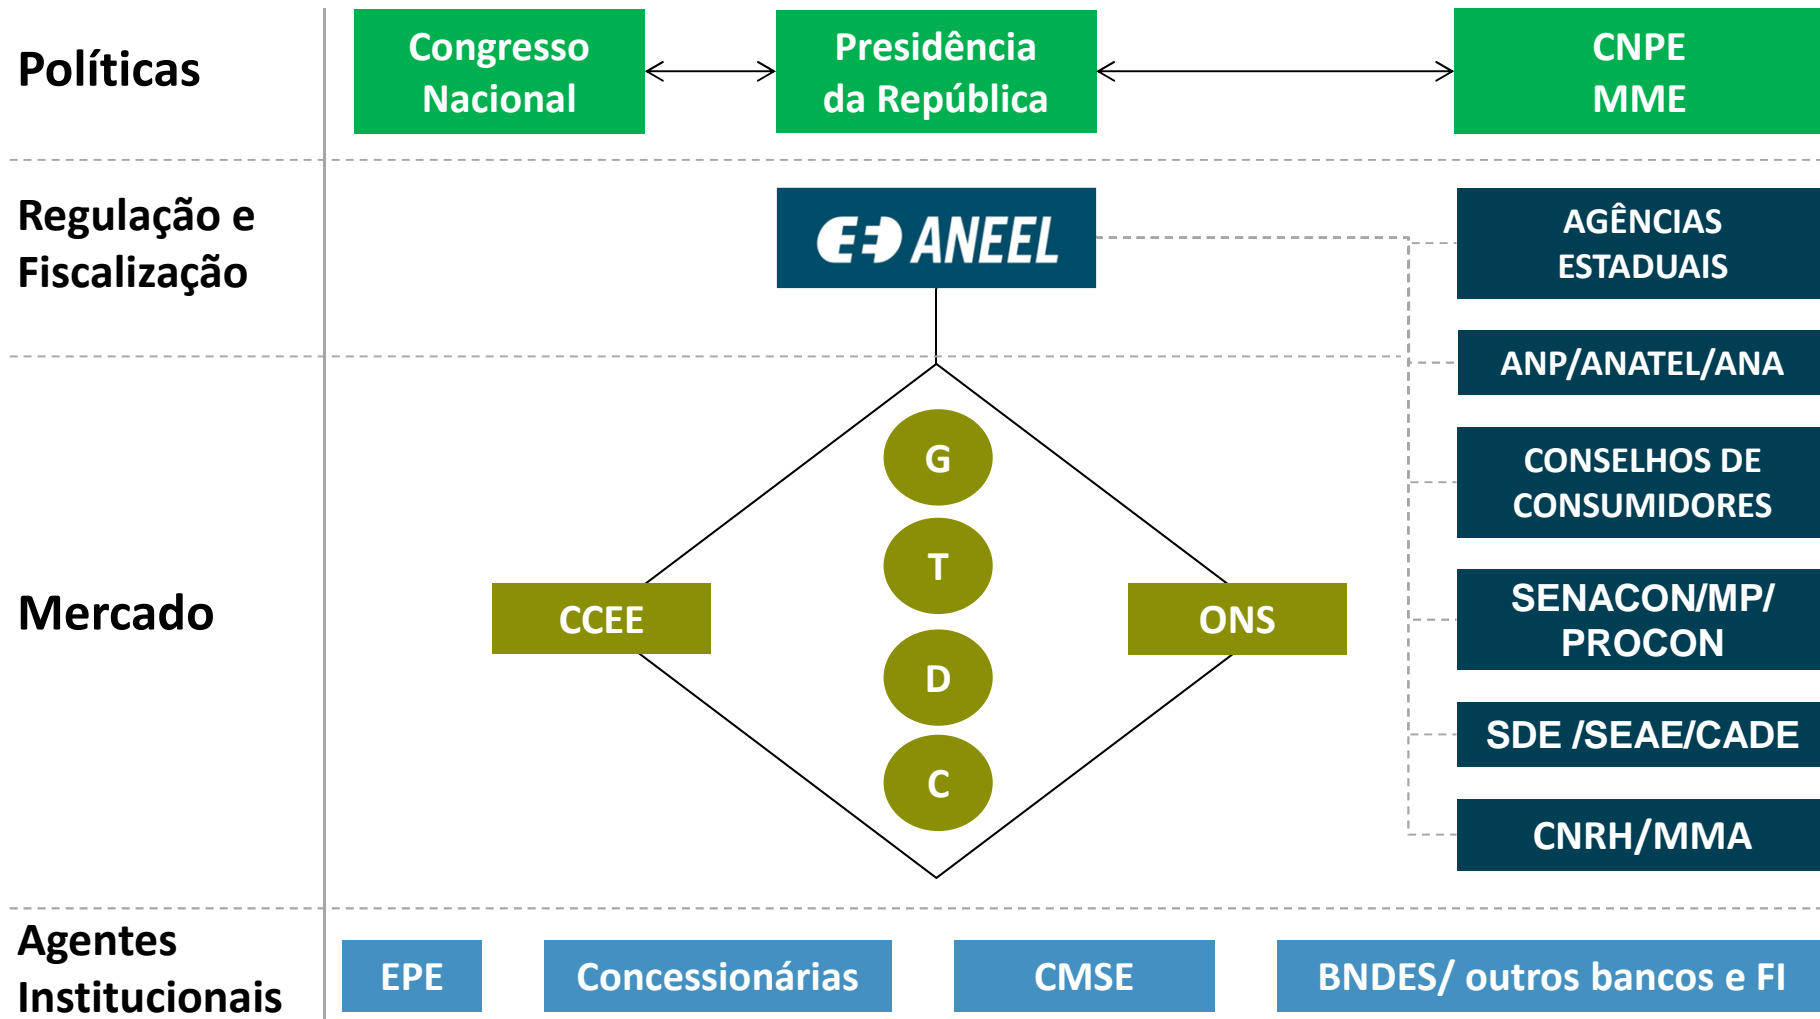 Políticas
Congresso
Nacional
Presidência
da República
CNPE
MME
Regulação e
Fiscalização
ANEEL
AGÊNCIAS
ESTADUAIS
ANP/ANATEL/ANA
CONSELHOS DE
CONSUMIDORES
SENACON/MP/
PROCON
SDE /SEAE/CADE
CNRH/MMA
Mercado
G
T
CCEE
ONS
D
C
Agentes
Institucionais
EPE
Concessionárias
CMSE
BNDES/ outros bancos e FI